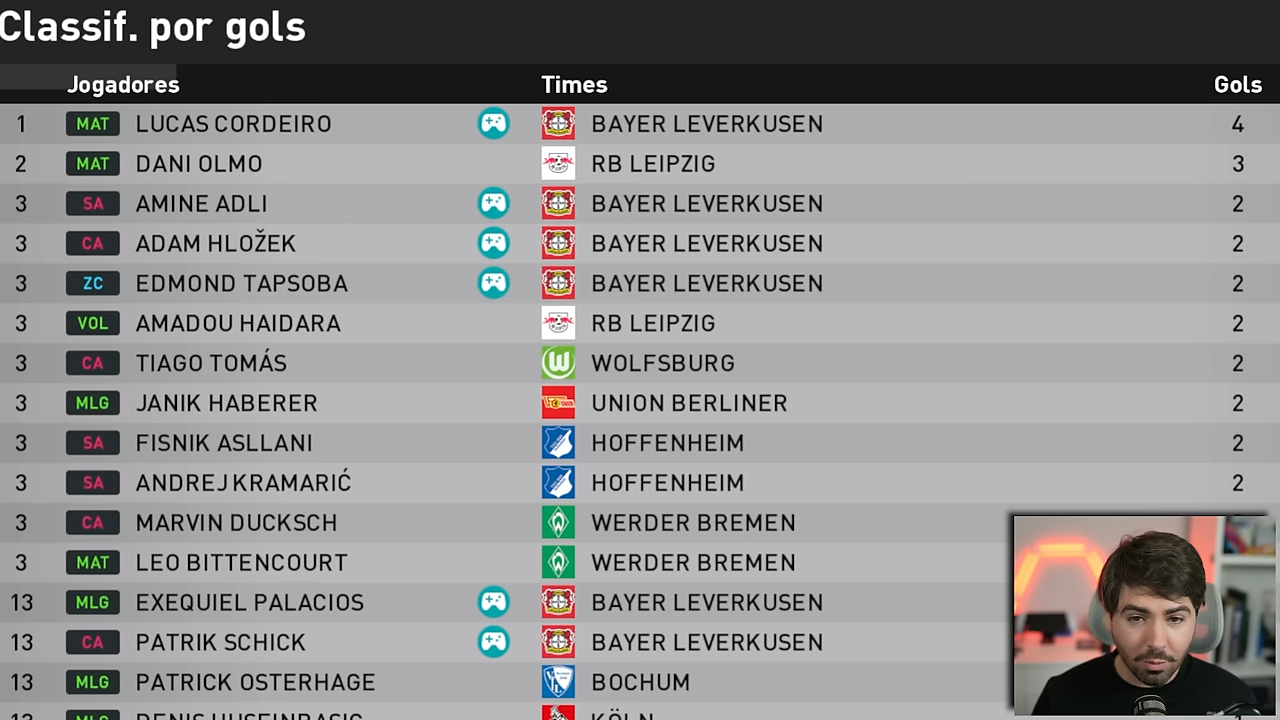 Classif. por gols
Jogadores Times Gols
1 MAT LUCAS CORDEIRO BAYER LEVERKUSEN 4
2 MAT DANI OLMO RB LEIPZIG 3
3 SA AMINE ADLI BAYER LEVERKUSEN 2
3 CA ADAM HLOŽEK BAYER LEVERKUSEN 2
3 ZC EDMOND TAPSOBA BAYER LEVERKUSEN 2
3 VOL AMADOU HAIDARA RB LEIPZIG 2
3 CA TIAGO TOMÁS WOLFSBURG 2
3 MLG JANIK HABERER UNION BERLINER 2
3 SA FISNIK ASLLANI HOFFENHEIM 2
3 SA ANDREJ KRAMARIĆ HOFFENHEIM 2
3 CA MARVIN DUCKSCH WERDER BREMEN
3 MAT LEO BITTENCOURT WERDER BREMEN
13 MLG EXEQUIEL PALACIOS BAYER LEVERKUSEN
13 CA PATRIK SCHICK BAYER LEVERKUSEN
13 MLG PATRICK OSTERHAGE BOCHUM
13 MLG DENIS HUSEINBASIC KÖLN